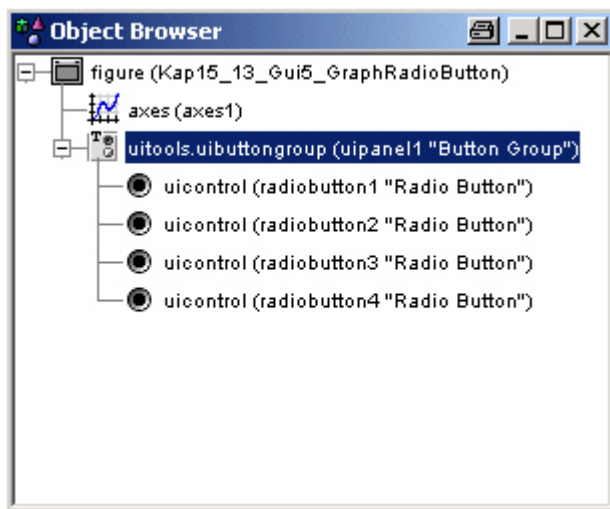 Object Browser
figure (Kap15_13_Gui5_GraphRadioButton)
axes (axes1)
uitools.uibuttongroup (uipanel1 "Button Group")
uicontrol (radiobutton1 "Radio Button")
uicontrol (radiobutton2 "Radio Button")
uicontrol (radiobutton3 "Radio Button")
uicontrol (radiobutton4 "Radio Button")